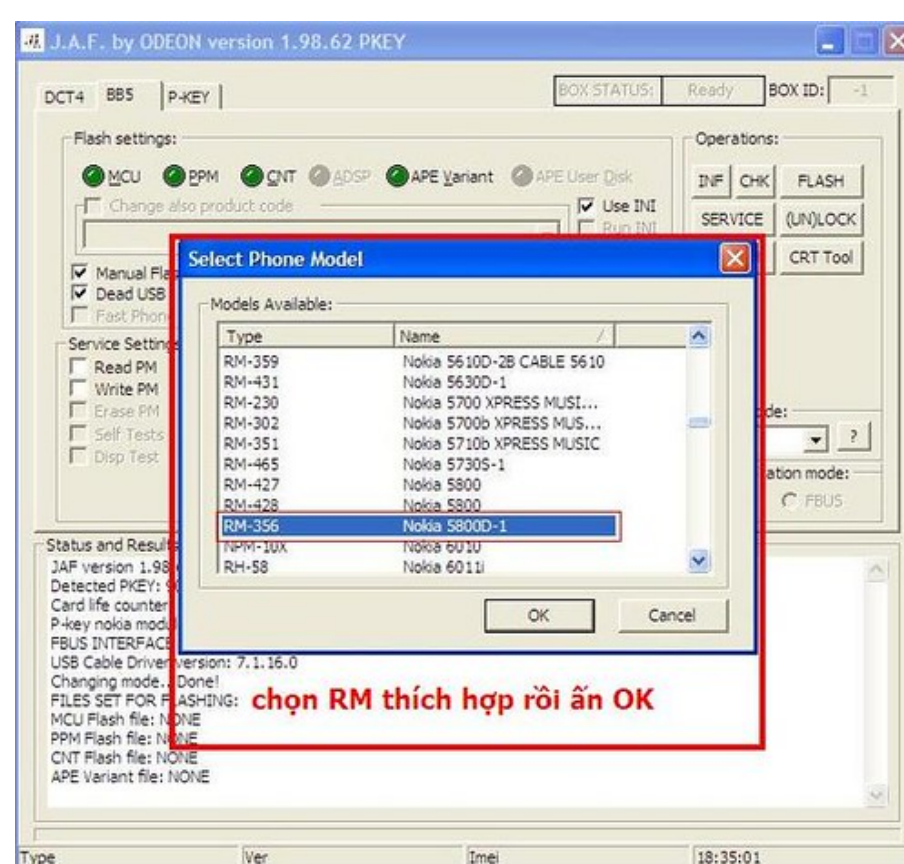 J.A.F. by ODEON version 1.98.62 PKEY
DCT4 BB5 P-KEY
BOX STATUS: Ready BOX ID: -1
Flash settings:
MCU PPM CNT ADSP APE Variant APE User Disk
Change also product code
Use INI
Run INI
Manual
Dead USB
Fast
Service
Read PM
Write PM
Erase PM
Self Tests
Disp Test
Operations:
INF CHK FLASH
SERVICE (UN)LOCK
CRT Tool
?
mode:
FBUS
Select Phone Model
Models Available:
Type Name
RM-359 Nokia 5610D-2B CABLE 5610
RM-431 Nokia 5630D-1
RM-230 Nokia 5700 XPRESS MUSI...
RM-302 Nokia 5700b XPRESS MUS...
RM-351 Nokia 5710b XPRESS MUSIC
RM-465 Nokia 5730S-1
RM-427 Nokia 5800
RM-428 Nokia 5800
RM-356 Nokia 5800D-1
NPM-10X Nokia 6010
RH-58 Nokia 6011i
OK Cancel
chọn RM thích hợp rồi ấn OK
Status and
JAF version 1.98
Detected PKEY:
Card life counter
P-key nokia
FBUS INTERFACE
USB Cable Driver version: 7.1.16.0
Changing mode...Done!
FILES SET FOR FLASHING:
MCU Flash file: NONE
PPM Flash file: NONE
CNT Flash file: NONE
APE Variant file: NONE
Type Ver Imei 18:35:01